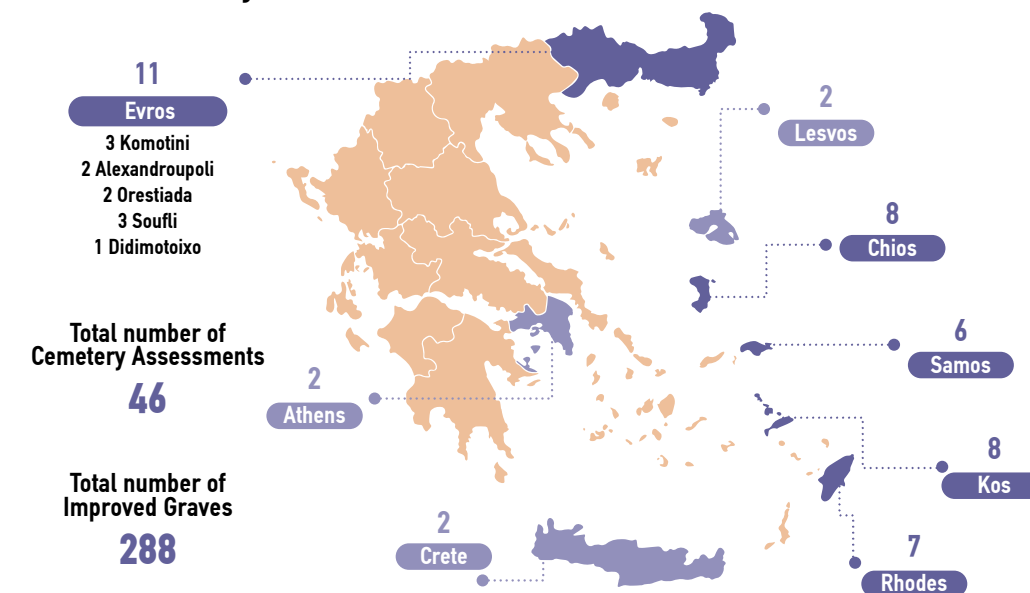 11
Evros
3 Komotini
2 Alexandroupoli
2 Orestiada
3 Soufli
1 Didimotoixo
Total number of
Cemetery Assessments
46
Total number of
Improved Graves
288
2
Athens
2
Crete
2
Lesvos
8
Chios
6
Samos
8
Kos
7
Rhodes